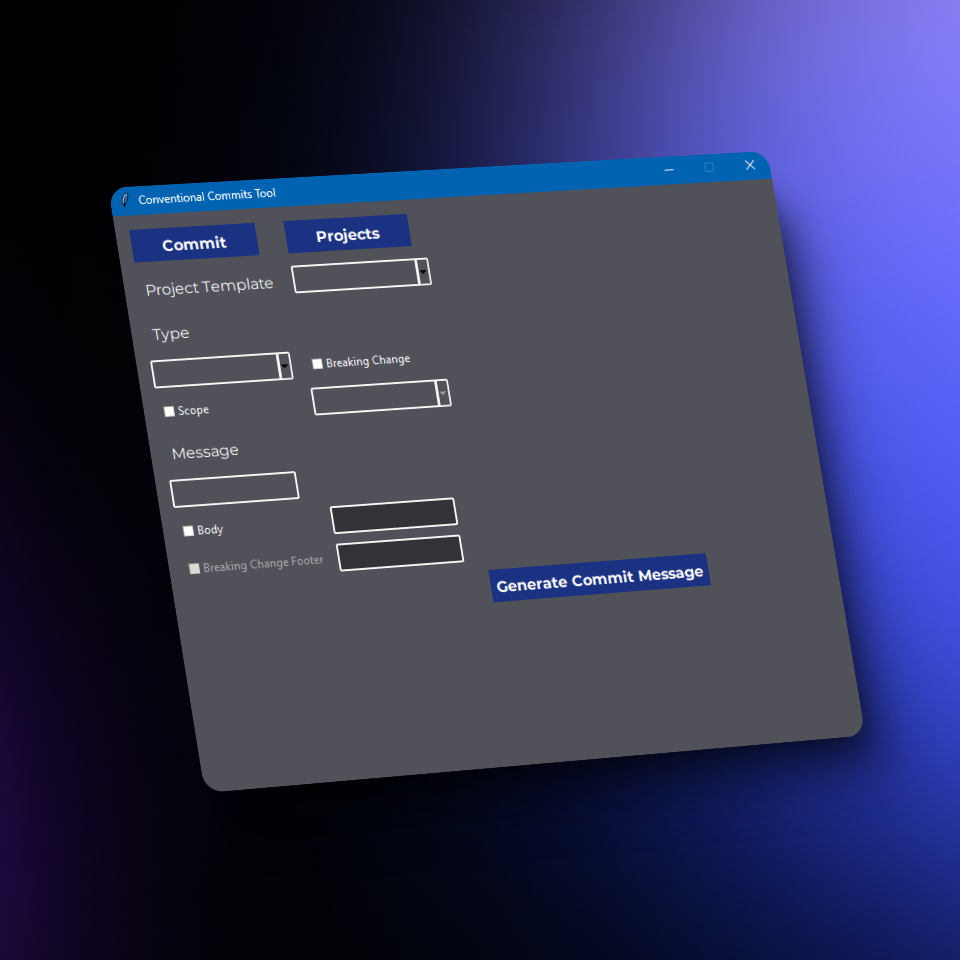 Conventional Commits Tool
Commit
Projects
Project Template
Type
Breaking Change
Scope
Message
Body
Breaking Change Footer
Generate Commit Message